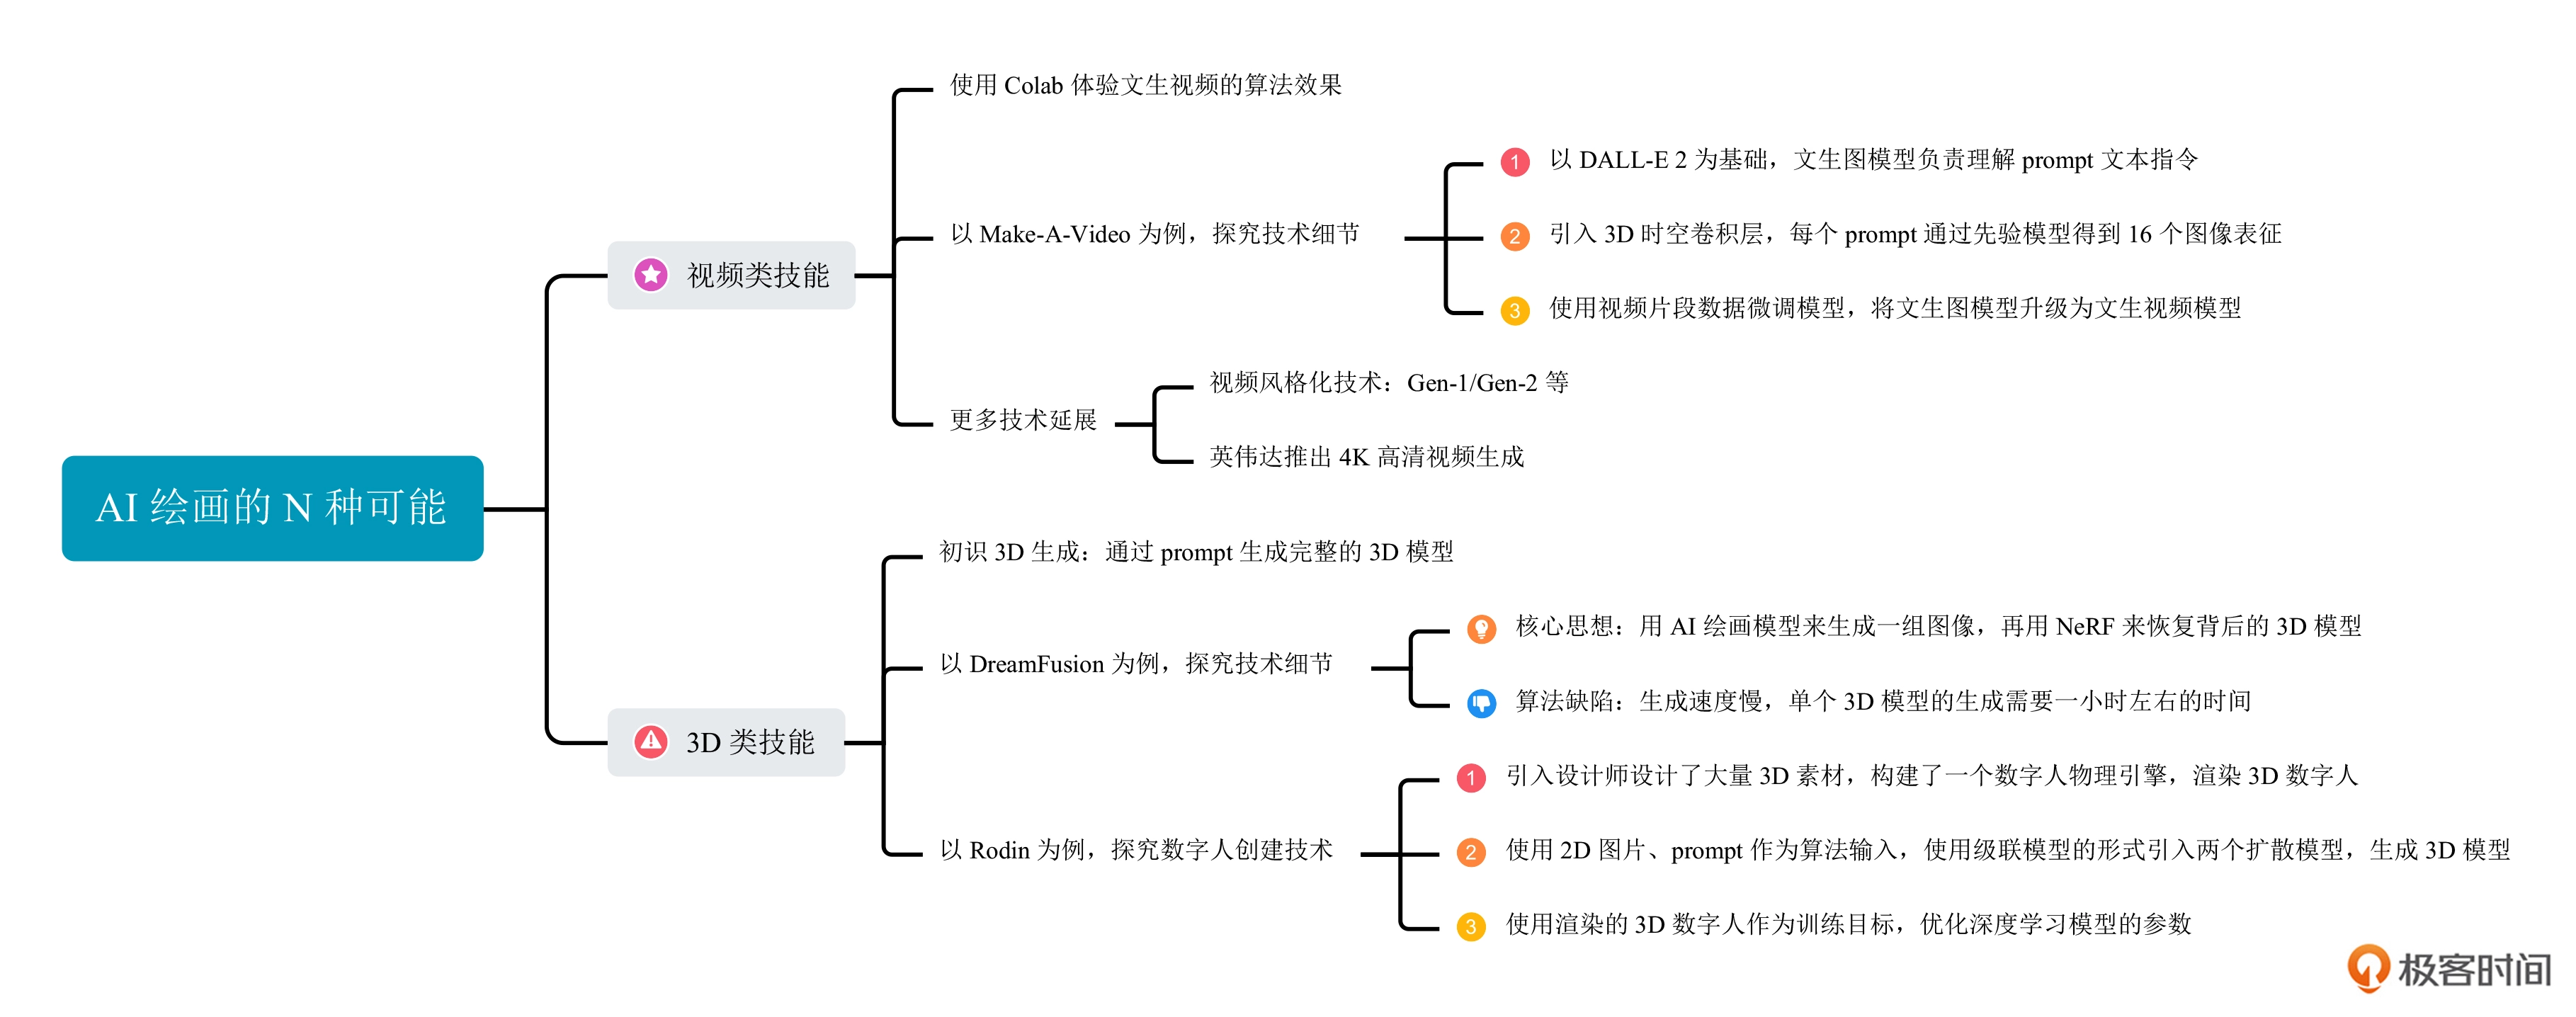 AI 绘画的 N 种可能
视频类技能
使用 Colab 体验文生视频的算法效果
以 Make-A-Video 为例，探究技术细节
1 以 DALL-E 2 为基础，文生图模型负责理解 prompt 文本指令
2 引入 3D 时空卷积层，每个 prompt 通过先验模型得到 16 个图像表征
3 使用视频片段数据微调模型，将文生图模型升级为文生视频模型
更多技术延展
视频风格化技术：Gen-1/Gen-2 等
英伟达推出 4K 高清视频生成
3D 类技能
初识 3D 生成：通过 prompt 生成完整的 3D 模型
以 DreamFusion 为例，探究技术细节
核心思想：用 AI 绘画模型来生成一组图像，再用 NeRF 来恢复背后的 3D 模型
算法缺陷：生成速度慢，单个 3D 模型的生成需要一小时左右的时间
以 Rodin 为例，探究数字人创建技术
1 引入设计师设计了大量 3D 素材，构建了一个数字人物理引擎，渲染 3D 数字人
2 使用 2D 图片、prompt 作为算法输入，使用级联模型的形式引入两个扩散模型，生成 3D 模型
3 使用渲染的 3D 数字人作为训练目标，优化深度学习模型的参数
极客时间